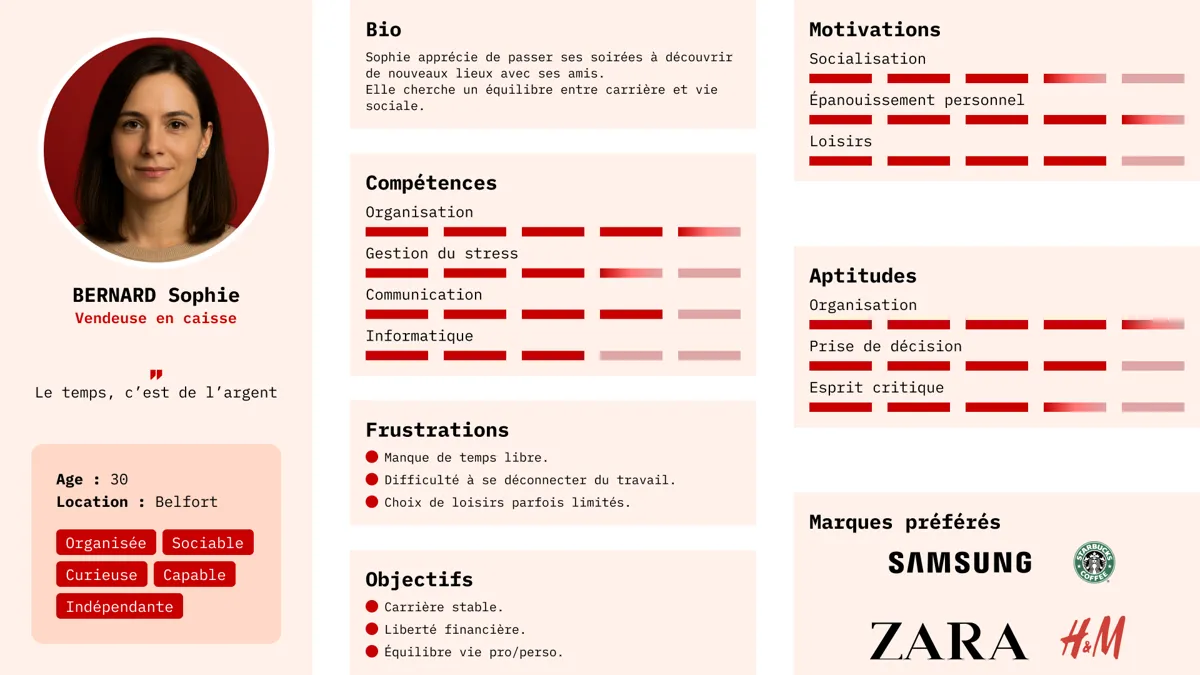 BERNARD Sophie
Vendeuse en caisse
"
Le temps, c’est de l’argent
Age : 30
Location : Belfort
Organisée Sociable
Curieuse Capable
Indépendante
Bio
Sophie apprécie de passer ses soirées à découvrir
de nouveaux lieux avec ses amis.
Elle cherche un équilibre entre carrière et vie
sociale.
Compétences
Organisation
Gestion du stress
Communication
Informatique
Frustrations
Manque de temps libre.
Difficulté à se déconnecter du travail.
Choix de loisirs parfois limités.
Objectifs
Carrière stable.
Liberté financière.
Équilibre vie pro/perso.
Motivations
Socialisation
Épanouissement personnel
Loisirs
Aptitudes
Organisation
Prise de décision
Esprit critique
Marques préférés
SAMSUNG
STARBUCKS
COFFEE
ZARA
H&M